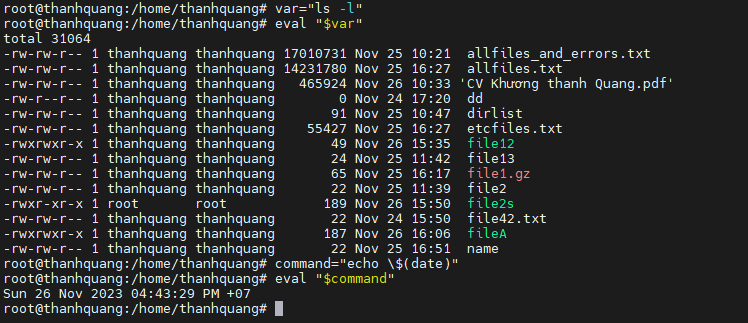 root@thanhquang:/home/thanhquang# var="ls -l"
root@thanhquang:/home/thanhquang# eval "$var"
total 31064
-rw-rw-r-- 1 thanhquang thanhquang 17010731 Nov 25 10:21  allfiles_and_errors.txt
-rw-rw-r-- 1 thanhquang thanhquang 14231780 Nov 25 16:27  allfiles.txt
-rw-rw-r-- 1 thanhquang thanhquang   465924 Nov 26 10:33 'CV Khương thanh Quang.pdf'
-rw-r--r-- 1 thanhquang thanhquang        0 Nov 24 17:20  dd
-rw-rw-r-- 1 thanhquang thanhquang       91 Nov 25 10:47  dirlist
-rw-rw-r-- 1 thanhquang thanhquang    55427 Nov 25 16:27  etcfiles.txt
-rwxrwxr-x 1 thanhquang thanhquang       49 Nov 26 15:35  file12
-rw-rw-r-- 1 thanhquang thanhquang       24 Nov 25 11:42  file13
-rw-rw-r-- 1 thanhquang thanhquang       65 Nov 25 16:17  file1.gz
-rw-rw-r-- 1 thanhquang thanhquang       22 Nov 25 11:39  file2
-rwxr-xr-x 1 root       root            189 Nov 26 15:50  file2s
-rw-rw-r-- 1 thanhquang thanhquang       22 Nov 24 15:50  file42.txt
-rwxrwxr-x 1 thanhquang thanhquang      187 Nov 26 16:06  fileA
-rw-rw-r-- 1 thanhquang thanhquang       22 Nov 25 16:51  name
root@thanhquang:/home/thanhquang# command="echo \$(date)"
root@thanhquang:/home/thanhquang# eval "$command"
Sun 26 Nov 2023 04:43:29 PM +07
root@thanhquang:/home/thanhquang#